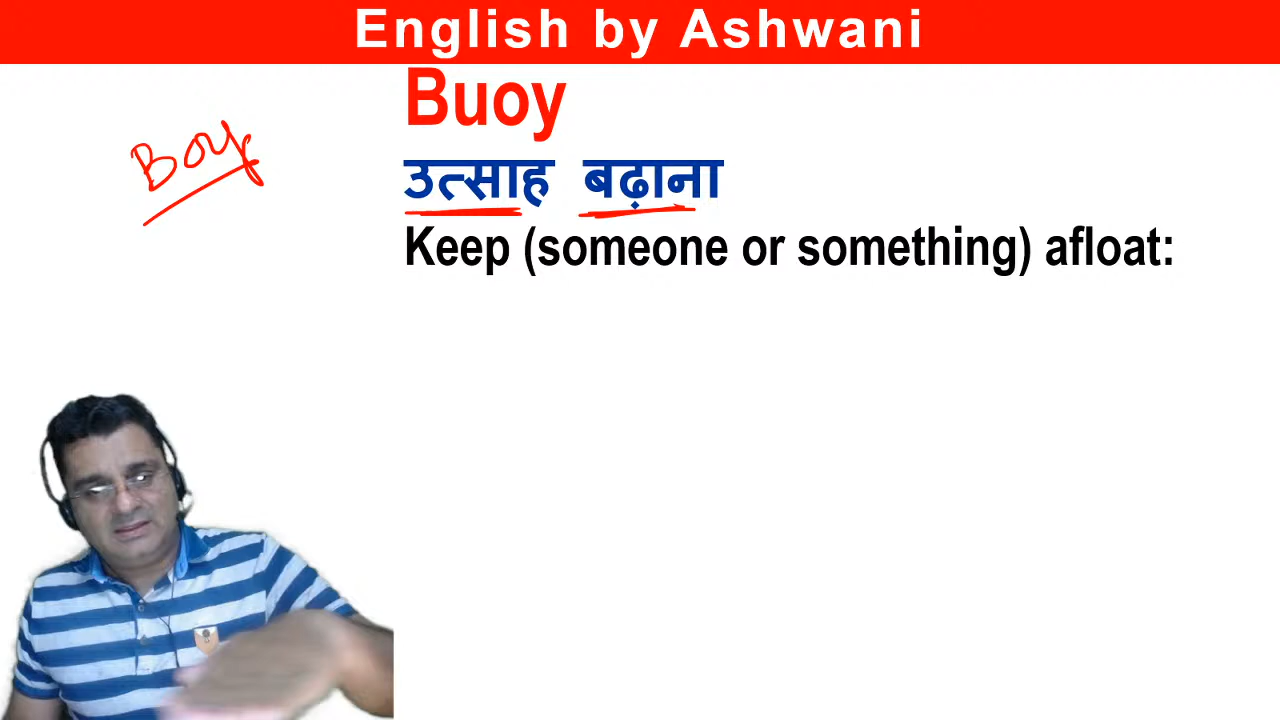 English by Ashwani
Buoy
Boy
उत्साह बढ़ाना
Keep (someone or something) afloat: